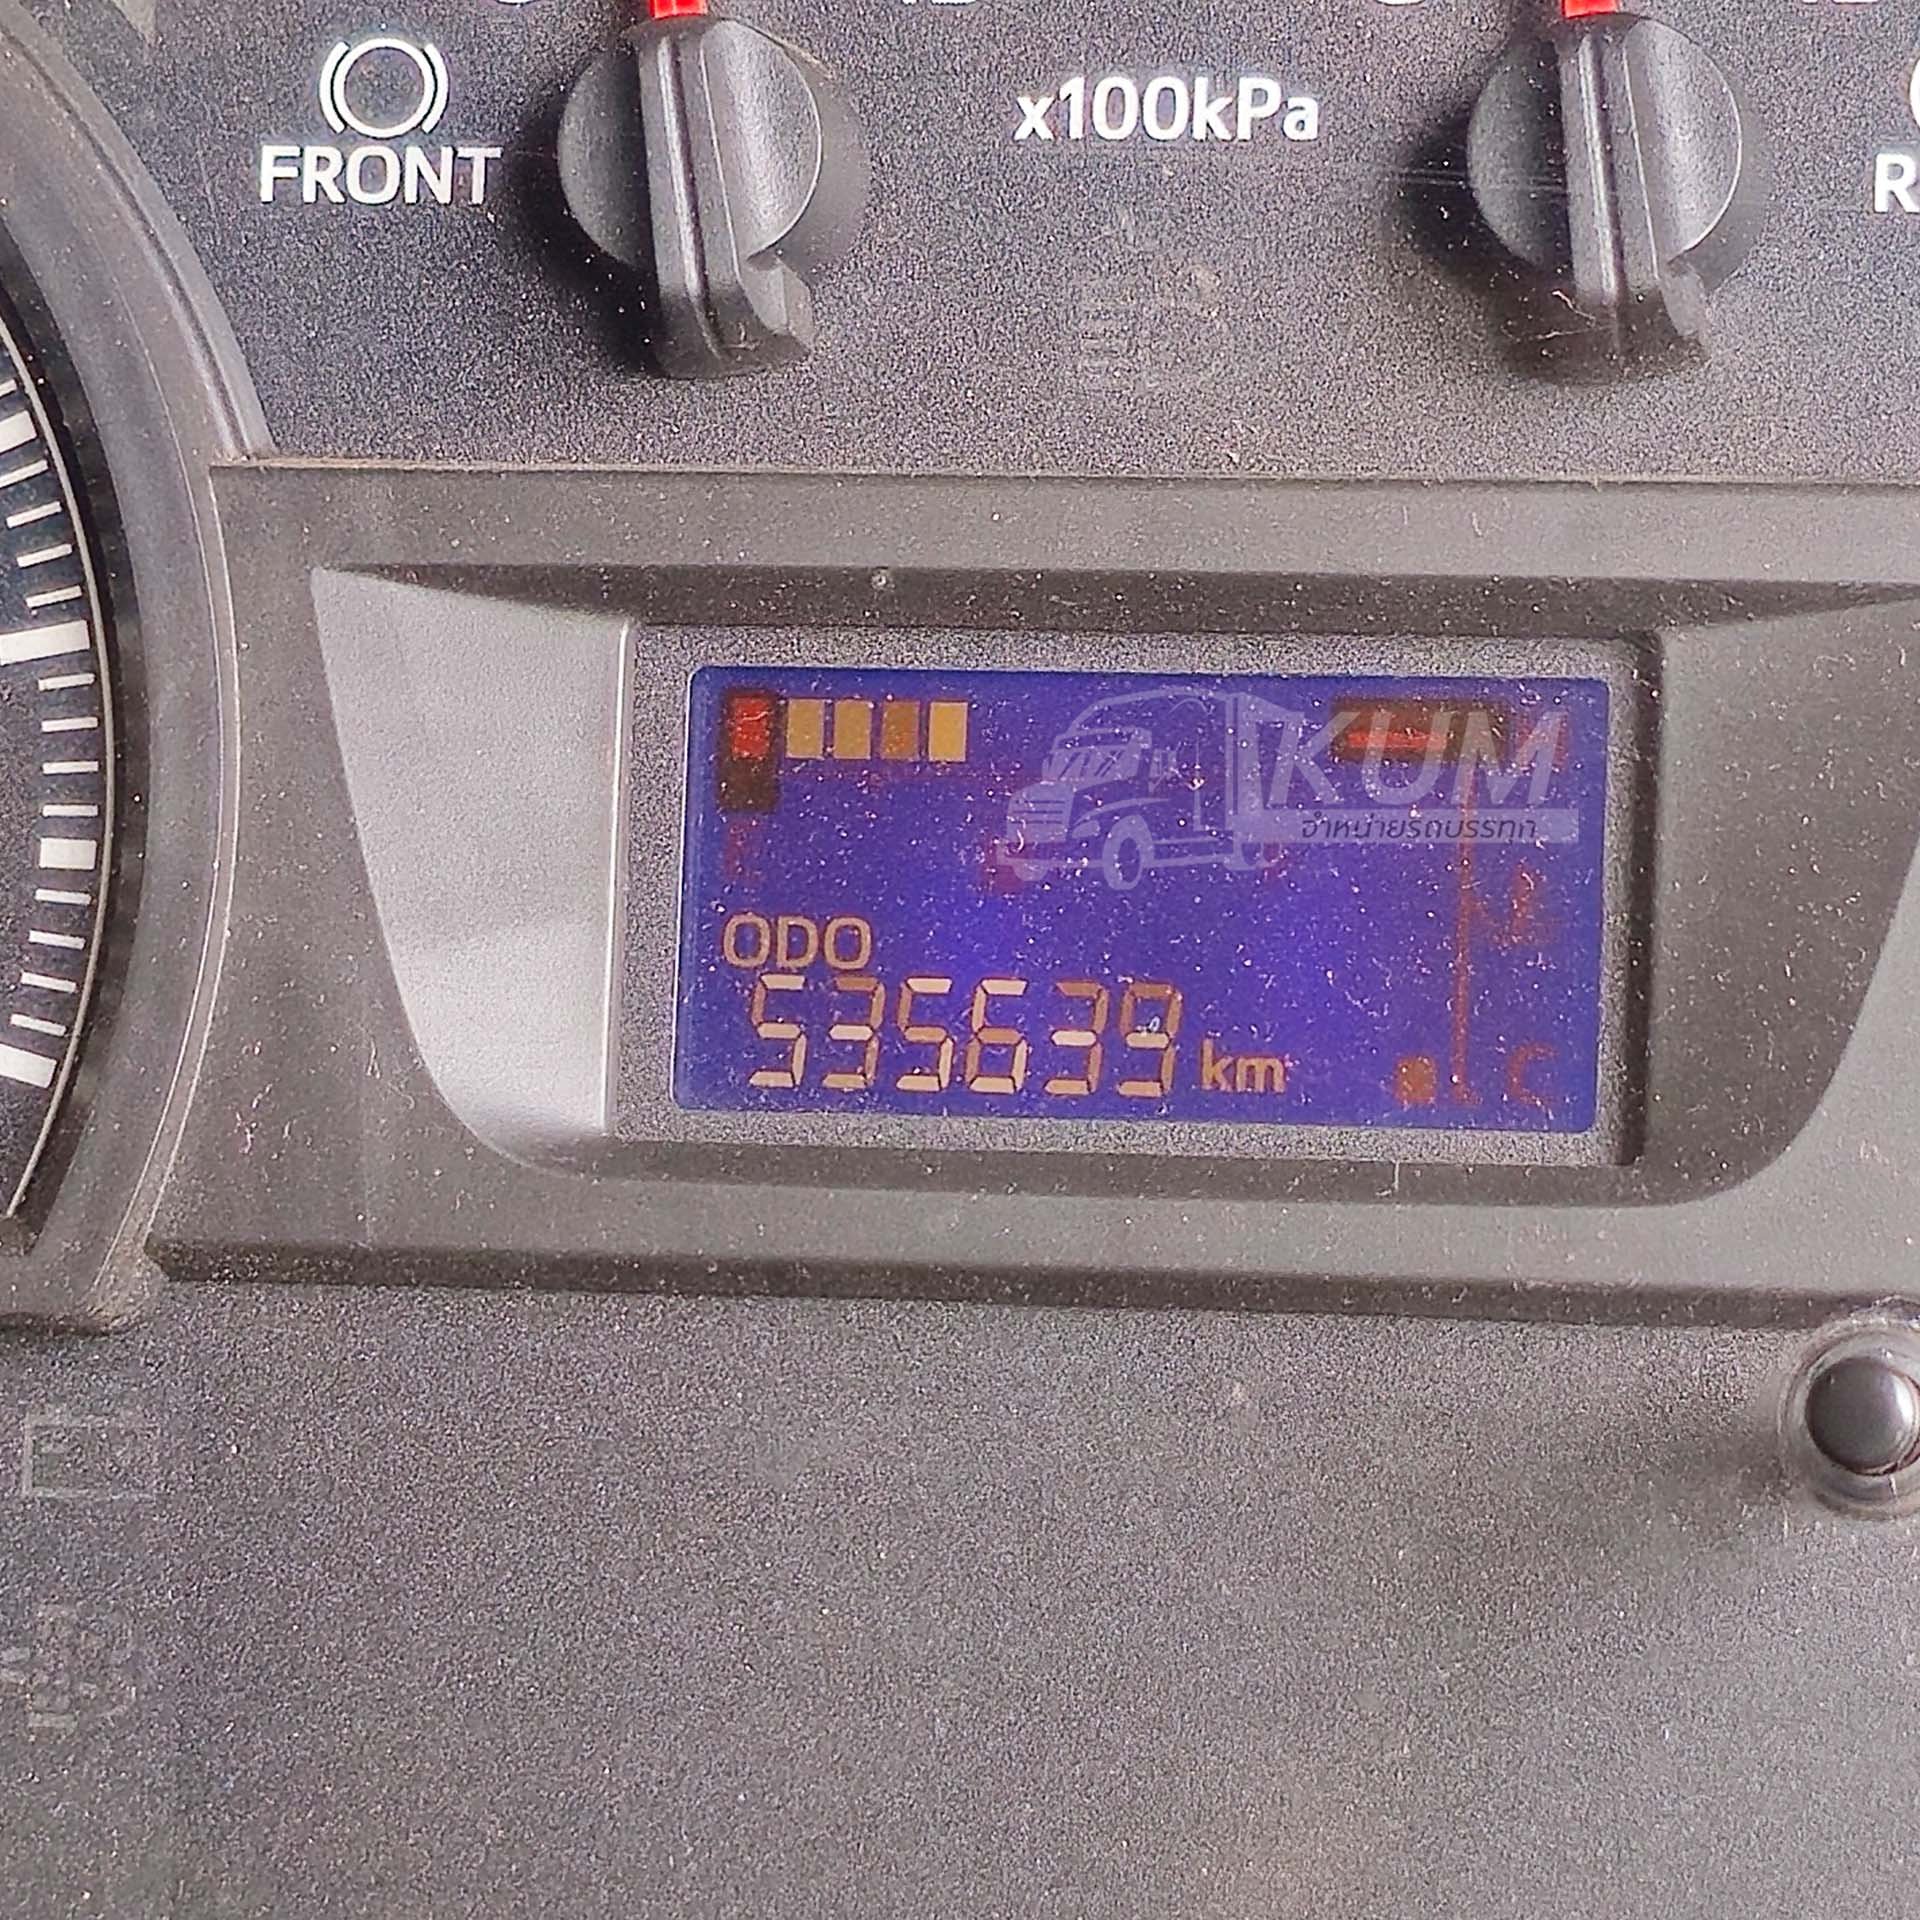 FRONT
x100kPa
R
KUM
จำหน่ายรถบรรทุก
ODO
535639 km
C